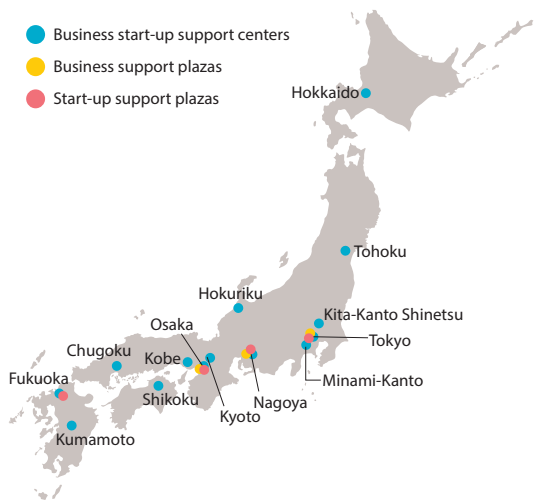 Business start-up support centers
Business support plazas
Start-up support plazas
Hokkaido
Tohoku
Hokuriku
Kita-Kanto Shinetsu
Osaka
Tokyo
Chugoku
Kobe
Fukuoka
Minami-Kanto
Shikoku
Nagoya
Kyoto
Kumamoto